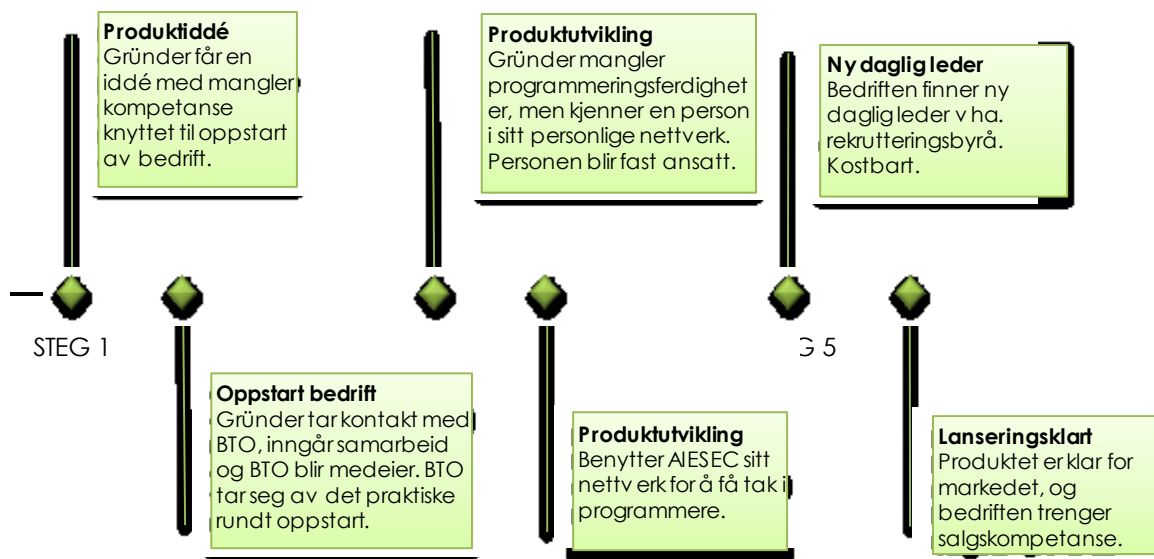 Produktiddé
Gründer får en
iddé med mangler
kompetanse
knyttet til oppstart
av bedrift.
Produktutvikling
Gründer mangler
programmeringsferdighet
er, men kjenner en person
i sitt personlige nettverk.
Personen blir fast ansatt.
Ny daglig leder
Bedriften finner ny
daglig leder v ha.
rekrutteringsbyrå.
Kostbart.
STEG 1
G 5
Oppstart bedrift
Gründer tar kontakt med
BTO, inngår samarbeid
og BTO blir medeier. BTO
tar seg av det praktiske
rundt oppstart.
Produktutvikling
Benytter AIESEC sitt
nettverk for å få tak i
programmere.
Lanseringsklart
Produktet er klar for
markedet, og
bedriften trenger
salgskompetanse.